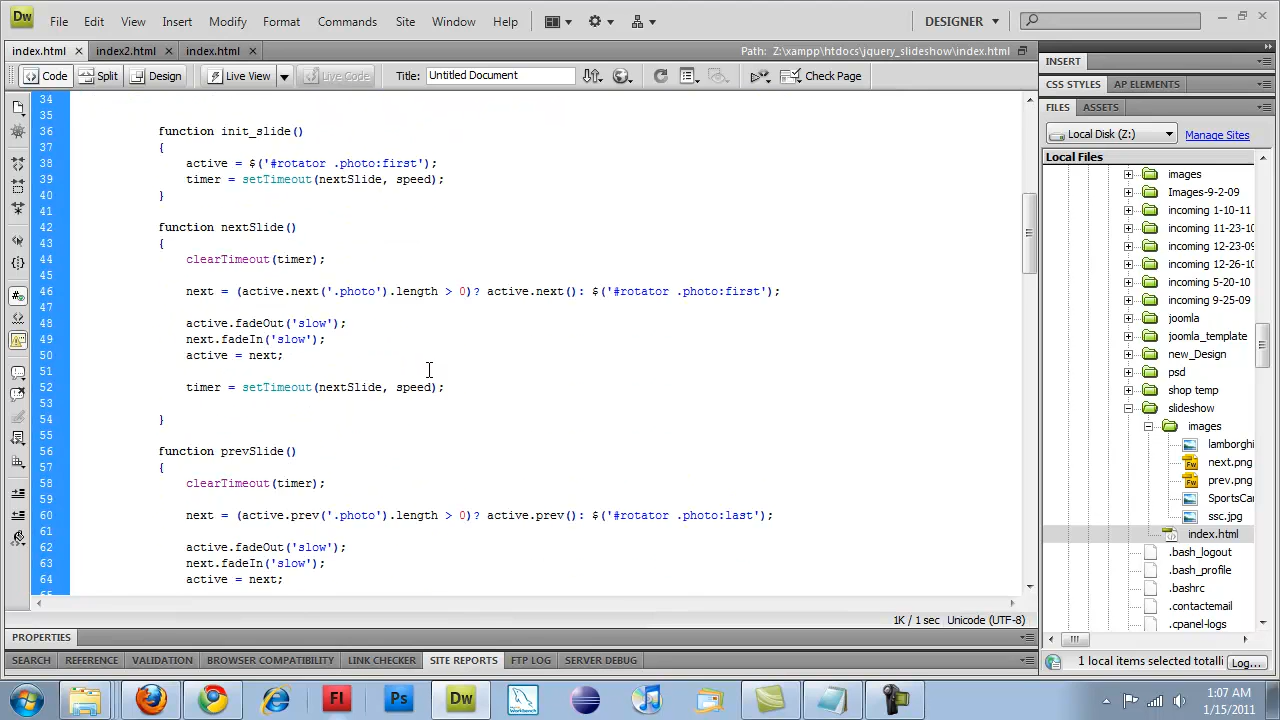 Dw File Edit View Insert Modify Format Commands Site Window Help DESIGNER
index.html index2.html index.html Path: Z:\xampp\htdocs\jquery_slideshow\index.html
Code Split Design Live View Live Code Title: Untitled Document Check Page
34
35
36 function init_slide()
37 {
38 active = $('#rotator .photo:first');
39 timer = setTimeout(nextSlide, speed);
40 }
41
42 function nextSlide()
43 {
44 clearTimeout(timer);
45
46 next = (active.next('.photo').length > 0)? active.next(): $('#rotator .photo:first');
47
48 active.fadeOut('slow');
49 next.fadeIn('slow');
50 active = next;
51
52 timer = setTimeout(nextSlide, speed);
53
54 }
55
56 function prevSlide()
57 {
58 clearTimeout(timer);
59
60 next = (active.prev('.photo').length > 0)? active.prev(): $('#rotator .photo:last');
61
62 active.fadeOut('slow');
63 next.fadeIn('slow');
64 active = next;
1K / 1 sec Unicode (UTF-8)
PROPERTIES
SEARCH REFERENCE VALIDATION BROWSER COMPATIBILITY LINK CHECKER SITE REPORTS FTP LOG SERVER DEBUG
INSERT
CSS STYLES AP ELEMENTS
FILES ASSETS
Local Disk (Z:) Manage Sites
Local Files
images
Images-9-2-09
incoming 1-10-11
incoming 11-23-10
incoming 12-23-09
incoming 12-26-10
incoming 5-20-10
incoming 9-25-09
joomla
joomla_template
new_Design
psd
shop temp
slideshow
images
lamborghi
next.png
prev.png
SportsCar
ssc.jpg
index.html
.bash_logout
.bash_profile
.bashrc
.contactemail
.cpanel-logs
1 local items selected totalli Log...
Fl Ps Dw Workbench
1:07 AM
1/15/2011